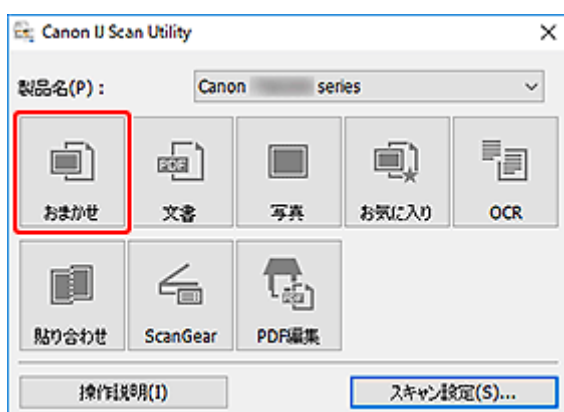 Canon IJ Scan Utility
製品名(P) : Canon series
おまかせ 文書 写真 お気に入り OCR
PDF
貼り合わせ ScanGear PDF編集
操作説明(I) スキャン設定(S)...